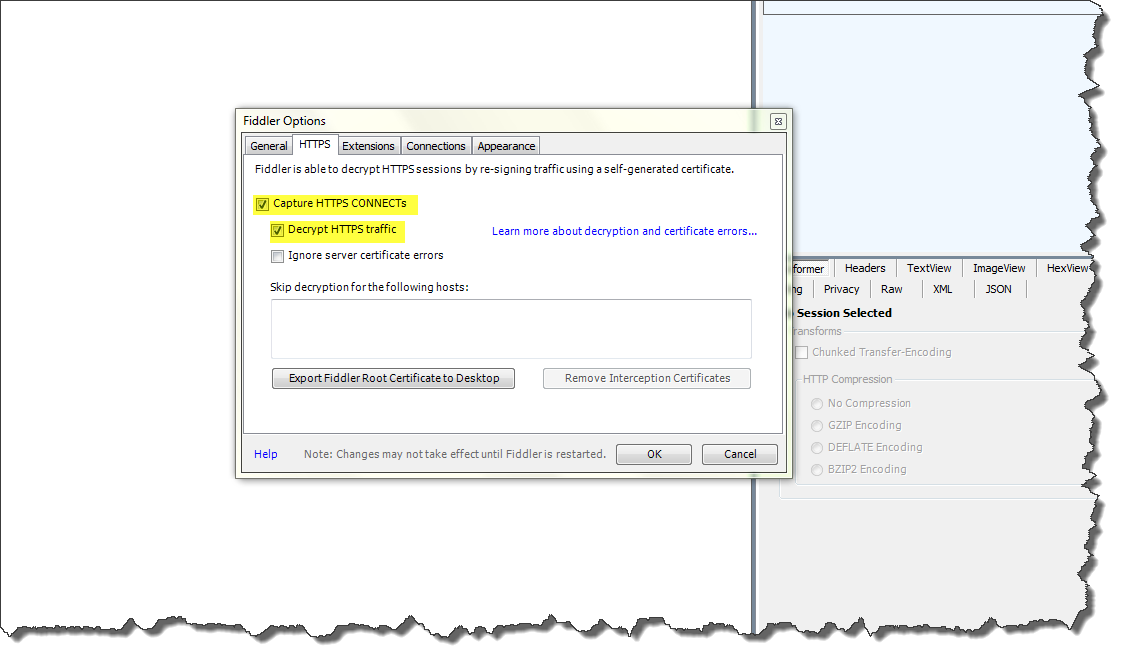 Fiddler Options
General HTTPS Extensions Connections Appearance
Fiddler is able to decrypt HTTPS sessions by re-signing traffic using a self-generated certificate.
Capture HTTPS CONNECTs
Decrypt HTTPS traffic
Learn more about decryption and certificate errors...
Ignore server certificate errors
Skip decryption for the following hosts:
Export Fiddler Root Certificate to Desktop
Remove Interception Certificates
Help
Note: Changes may not take effect until Fiddler is restarted.
OK
Cancel
former Headers TextView ImageView HexView
ng Privacy Raw XML JSON
Session Selected
ransforms
Chunked Transfer-Encoding
HTTP Compression
No Compression
GZIP Encoding
DEFLATE Encoding
BZIP2 Encoding